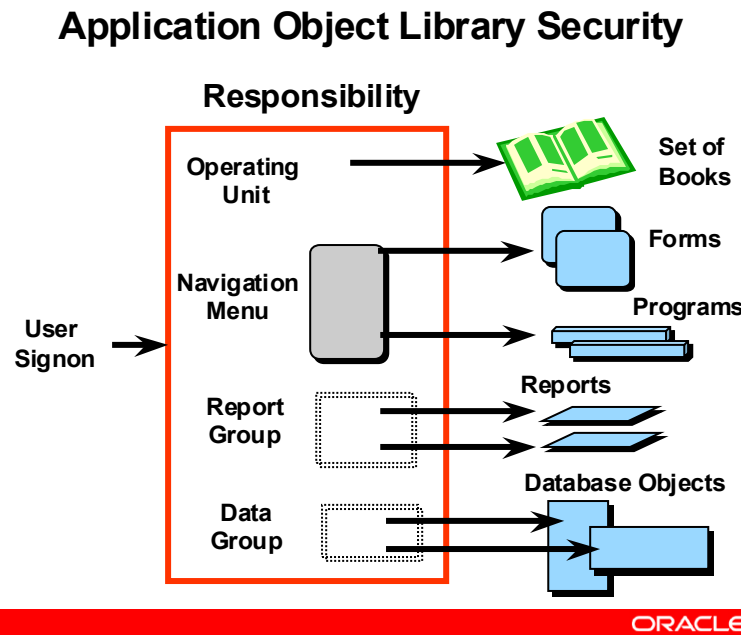 Application Object Library Security
Responsibility
Operating
Unit
Set of
Books
Navigation
Menu
Forms
Programs
User
Signon
Report
Group
Reports
Data
Group
Database Objects
ORACLE